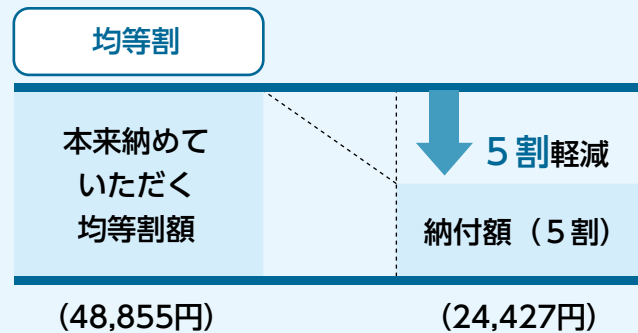 均等割
本来納めて
いただく
均等割額
5割軽減
納付額（5割）
(48,855円)
(24,427円)